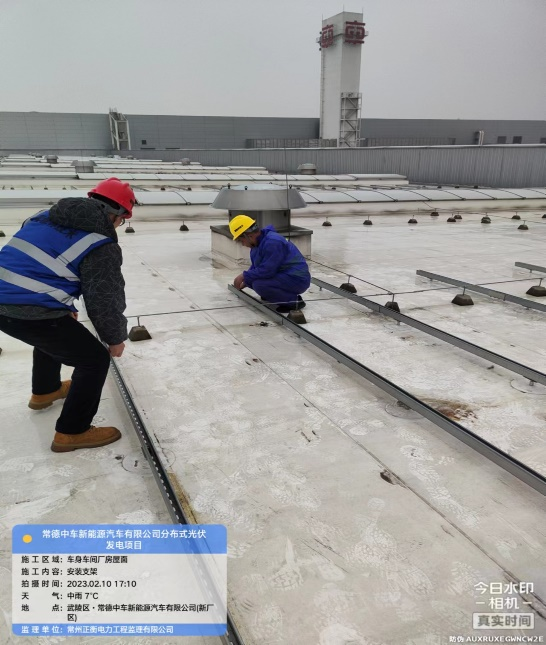 常德中车新能源汽车有限公司分布式光伏
发电项目
施工区域：车身车间厂房屋面
施工内容：安装支架
拍摄时间：2023.02.10 17:10
天 气：中雨 7℃
地 点：武陵区·常德中车新能源汽车有限公司(新厂
区)
监理单位：常州正衡电力工程监理有限公司
今日水印
-相机-
真实时间
防伪 AUXRUXEGWNCW2E